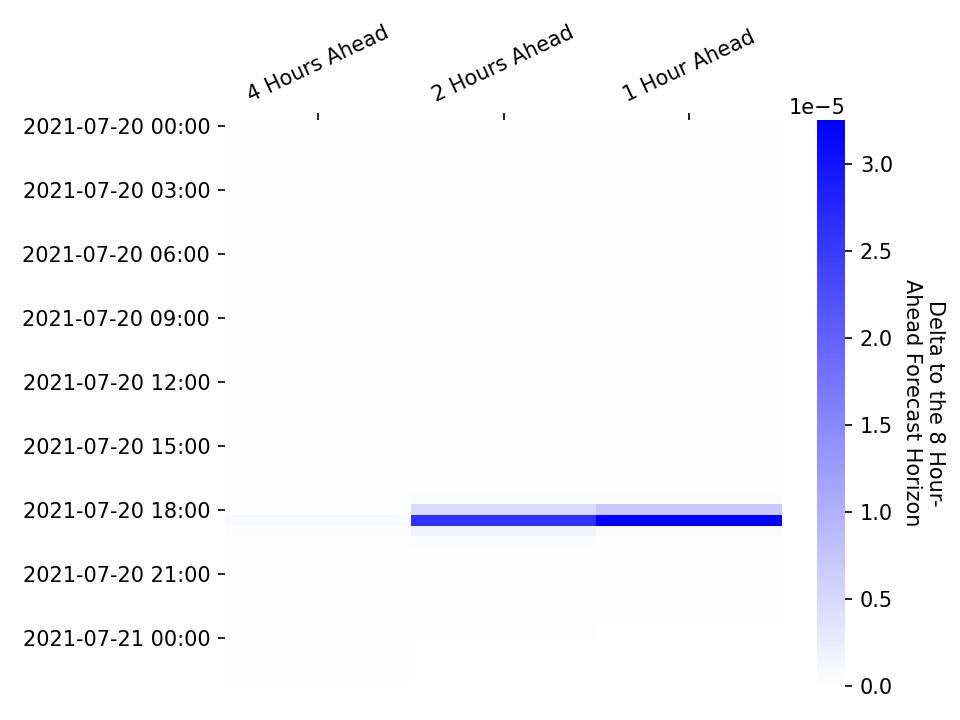 4 Hours Ahead
2 Hours Ahead
1 Hour Ahead
1e−5
2021-07-20 00:00
2021-07-20 03:00
2021-07-20 06:00
2021-07-20 09:00
2021-07-20 12:00
2021-07-20 15:00
2021-07-20 18:00
2021-07-20 21:00
2021-07-21 00:00
3.0
2.5
2.0
1.5
1.0
0.5
0.0
Delta to the 8 Hour-
Ahead Forecast Horizon